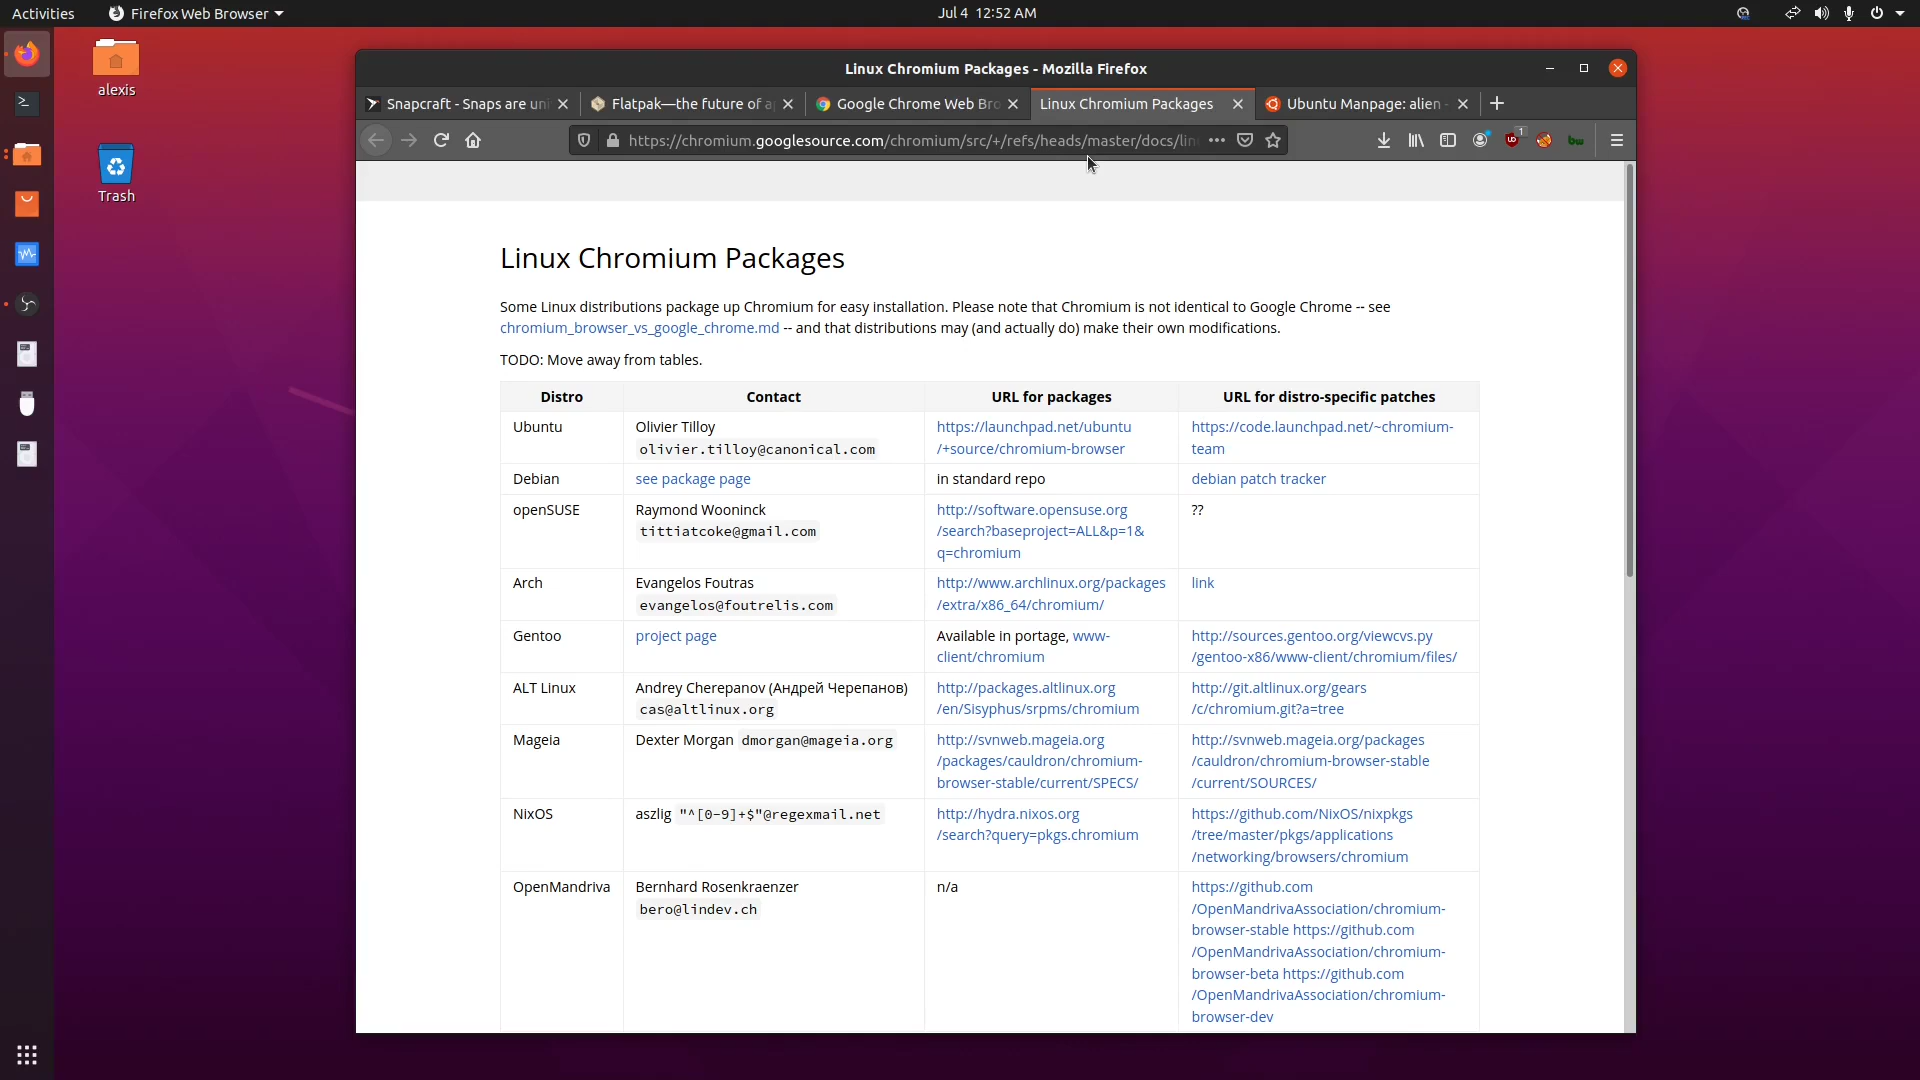 Activities
Firefox Web Browser
Jul 4 12:52 AM
alexis
Trash
Linux Chromium Packages - Mozilla Firefox
Snapcraft - Snaps are uni
Flatpak—the future of a
Google Chrome Web Bro
Linux Chromium Packages
Ubuntu Manpage: alien -
https://chromium.googlesource.com/chromium/src/+/refs/heads/master/docs/lin
1
Linux Chromium Packages
Some Linux distributions package up Chromium for easy installation. Please note that Chromium is not identical to Google Chrome -- see
chromium_browser_vs_google_chrome.md -- and that distributions may (and actually do) make their own modifications.
TODO: Move away from tables.
Distro Contact URL for packages URL for distro-specific patches
Ubuntu Olivier Tilloy https://launchpad.net/ubuntu https://code.launchpad.net/~chromium-
olivier.tilloy@canonical.com /+source/chromium-browser team
Debian see package page in standard repo debian patch tracker
openSUSE Raymond Wooninck http://software.opensuse.org ??
tittiatcoke@gmail.com /search?baseproject=ALL&p=1&
q=chromium
Arch Evangelos Foutras http://www.archlinux.org/packages link
evangelos@foutrelis.com /extra/x86_64/chromium/
Gentoo project page Available in portage, www- http://sources.gentoo.org/viewcvs.py
client/chromium /gentoo-x86/www-client/chromium/files/
ALT Linux Andrey Cherepanov (Андрей Черепанов) http://packages.altlinux.org http://git.altlinux.org/gears
cas@altlinux.org /en/Sisyphus/srpms/chromium /c/chromium.git?a=tree
Mageia Dexter Morgan dmorgan@mageia.org http://svnweb.mageia.org http://svnweb.mageia.org/packages
/packages/cauldron/chromium- /cauldron/chromium-browser-stable
browser-stable/current/SPECS/ /current/SOURCES/
NixOS aszlig "^[0-9]+$"@regexmail.net http://hydra.nixos.org https://github.com/NixOS/nixpkgs
/search?query=pkgs.chromium /tree/master/pkgs/applications
/networking/browsers/chromium
OpenMandriva Bernhard Rosenkraenzer n/a https://github.com
bero@lindev.ch /OpenMandrivaAssociation/chromium-
browser-stable https://github.com
/OpenMandrivaAssociation/chromium-
browser-beta https://github.com
/OpenMandrivaAssociation/chromium-
browser-dev